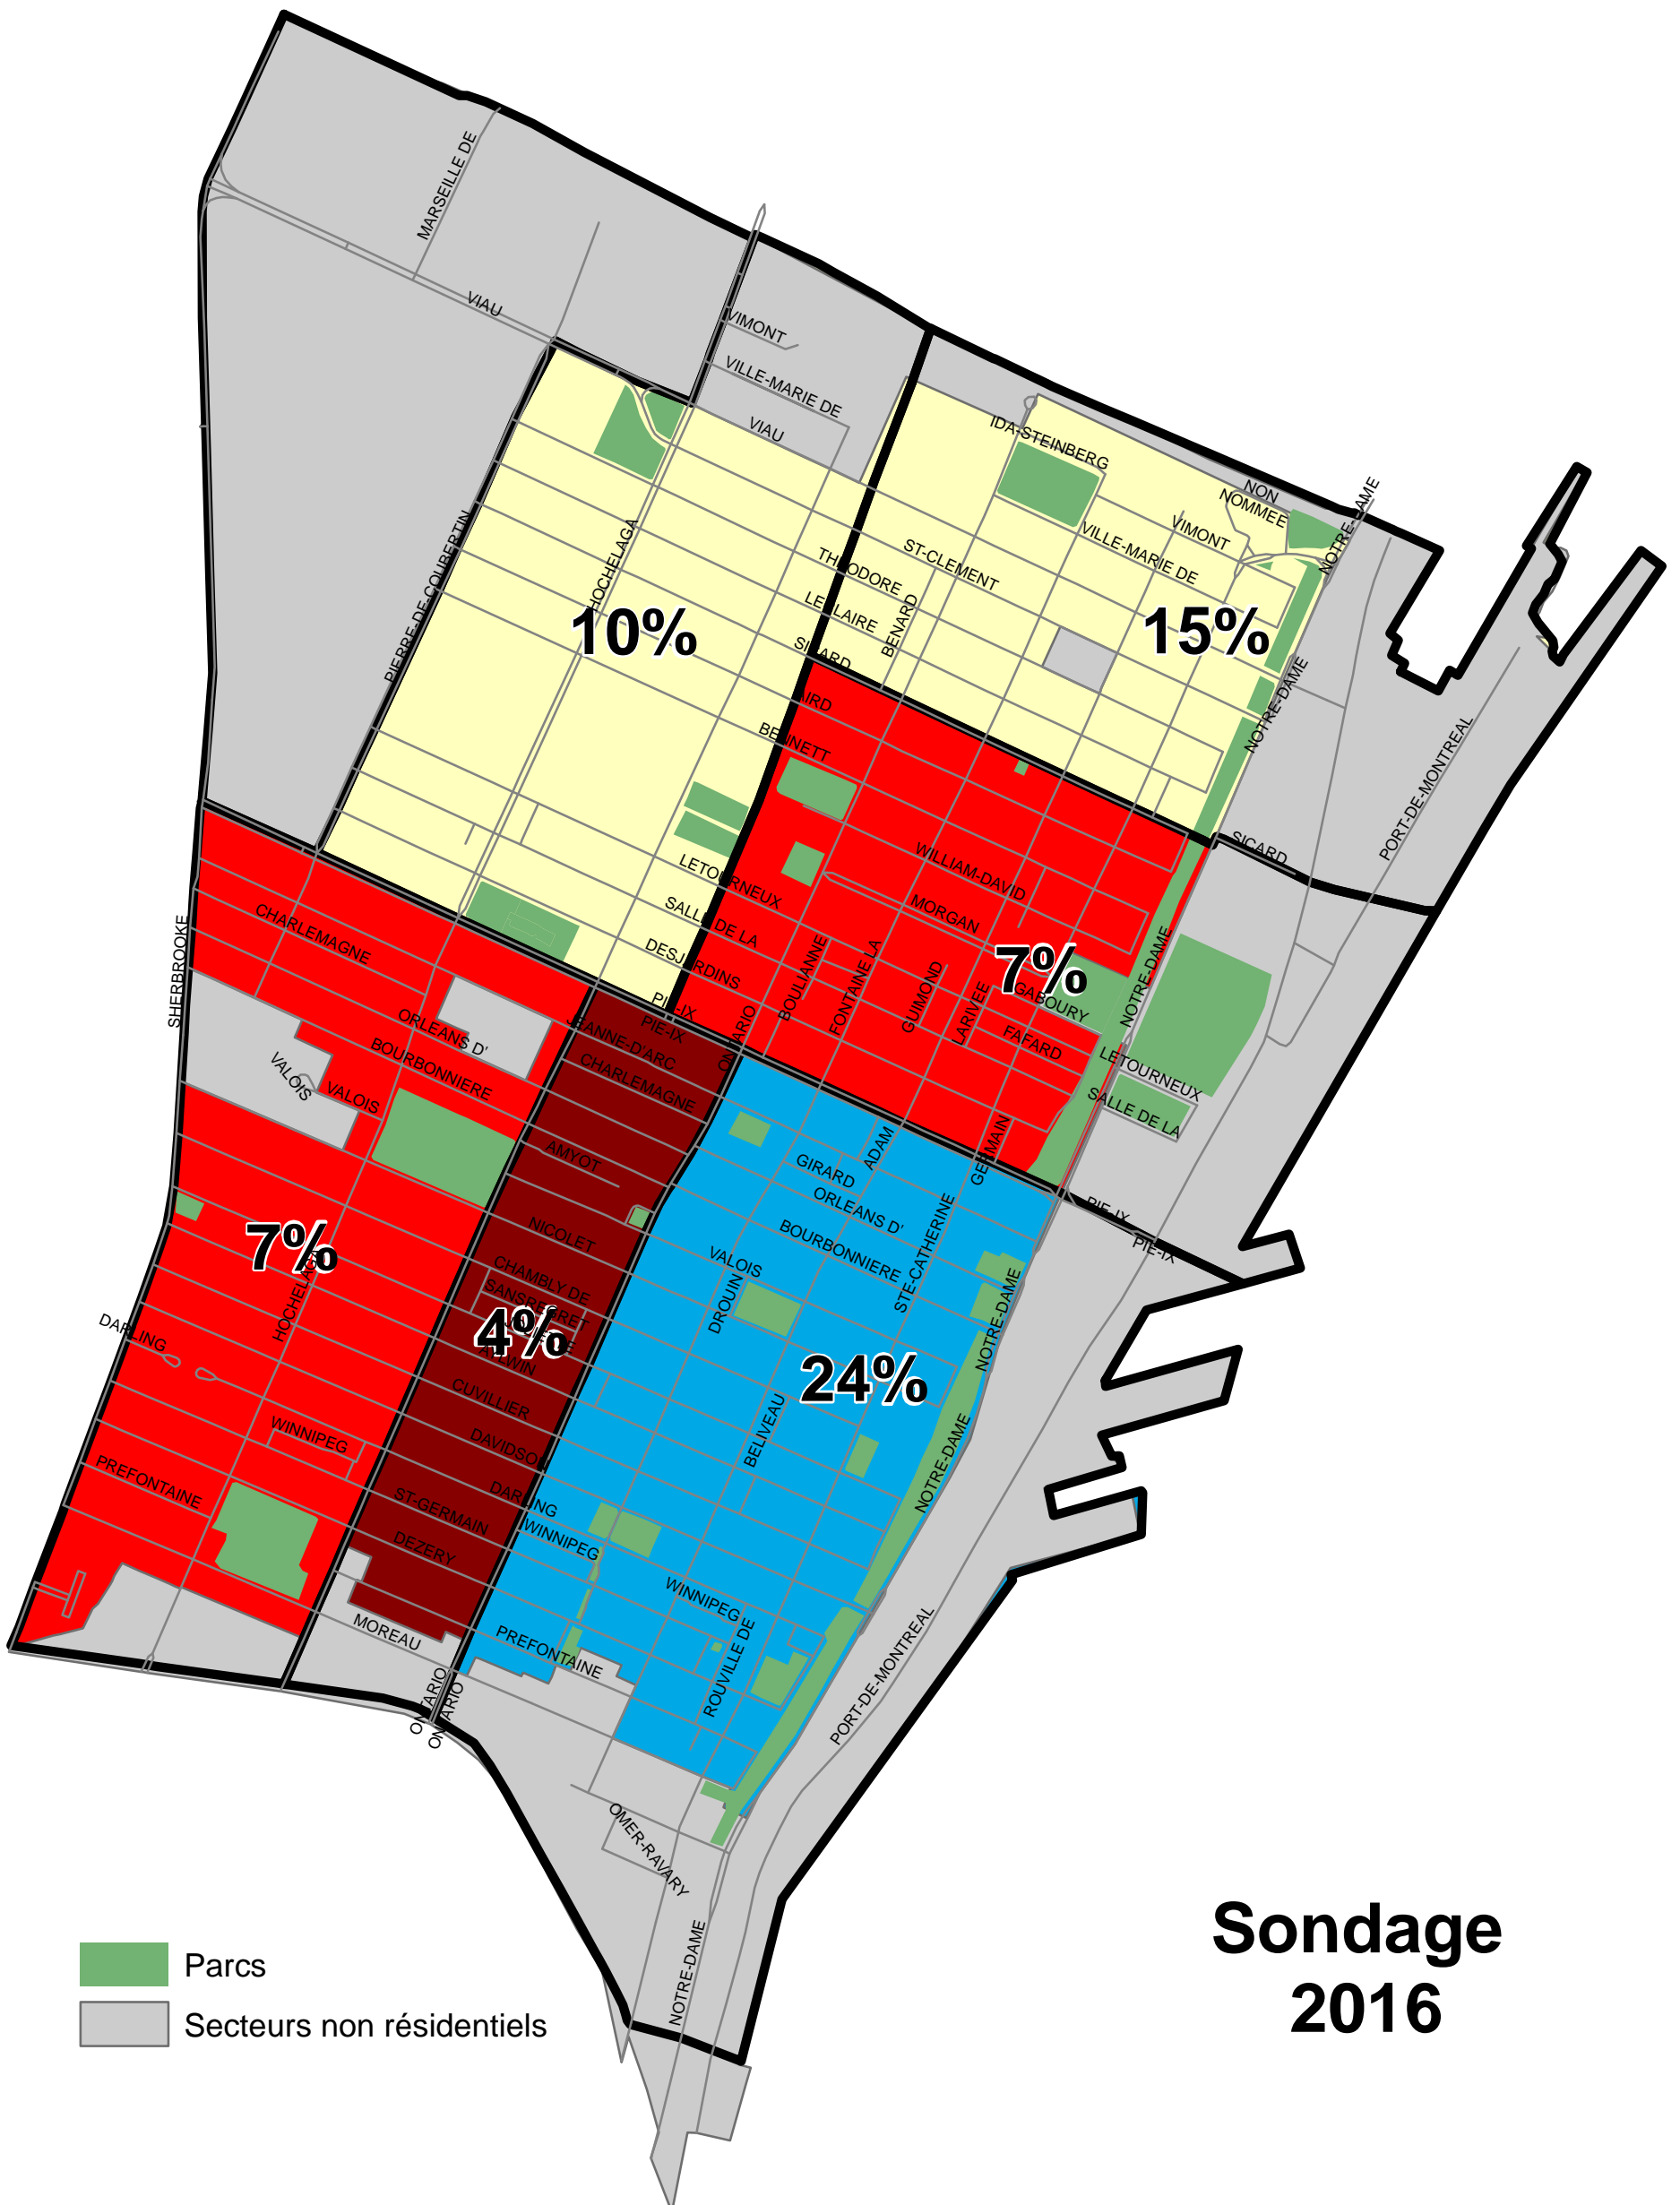 MARSEILLE DE
VIAU
VIMONT
VILLE-MARIE DE
VIAU
IDA-STEINBERG
NON
NOMMEE
NOTRE-DAME
VIMONT
VILLE-MARIE DE
ST-CLEMENT
THEODORE
LECLAIRE
BENARD
SICARD
HOCHELAGA
PIERRE-DE-COUBERTIN
10%
15%
NOTRE-DAME
AIRD
BENNETT
PORT-DE-MONTREAL
SICARD
WILLIAM-DAVID
MORGAN
LETOURNEUX
SALLE DE LA
DESJARDINS
PIE-IX
BOULIANNE
FONTAINE LA
GUIMOND
LARIVEE
7%
GABOURY
FAFARD
NOTRE-DAME
LETOURNEUX
SALLE DE LA
CHARLEMAGNE
SHERBROOKE
ORLEANS D'
BOURBONNIERE
VALOIS
VALOIS
PIE-IX
JEANNE-D'ARC
CHARLEMAGNE
ONTARIO
AMYOT
ADAM
GERMAIN
GIRARD
ORLEANS D'
BOURBONNIERE
STE-CATHERINE
PIE-IX
PIE-IX
NICOLET
VALOIS
DROUIN
CHAMBLY DE
SANSREGRET
7%
HOCHELAGA
DARLING
4%
AYLWIN
24%
NOTRE-DAME
CUVILLIER
DAVIDSON
BELIVEAU
NOTRE-DAME
WINNIPEG
PREFONTAINE
DARLING
WINNIPEG
ST-GERMAIN
DEZERY
WINNIPEG
MOREAU
PREFONTAINE
ROUVILLE DE
PORT-DE-MONTREAL
ONTARIO
ONTARIO
OMER-RAVARY
NOTRE-DAME
Parcs
Secteurs non résidentiels
Sondage
2016